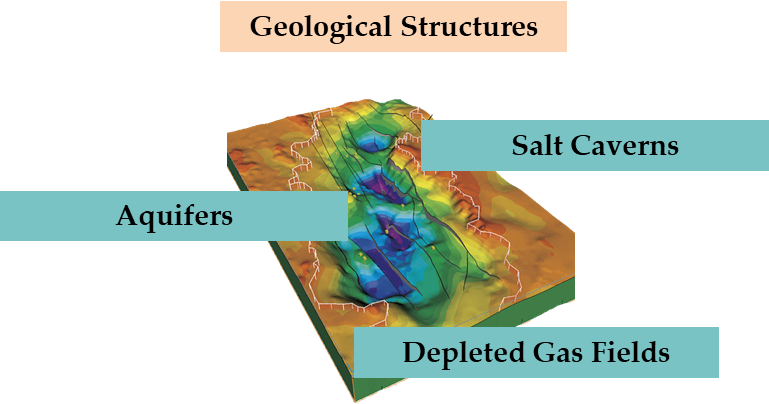 Geological Structures
Salt Caverns
Aquifers
Depleted Gas Fields